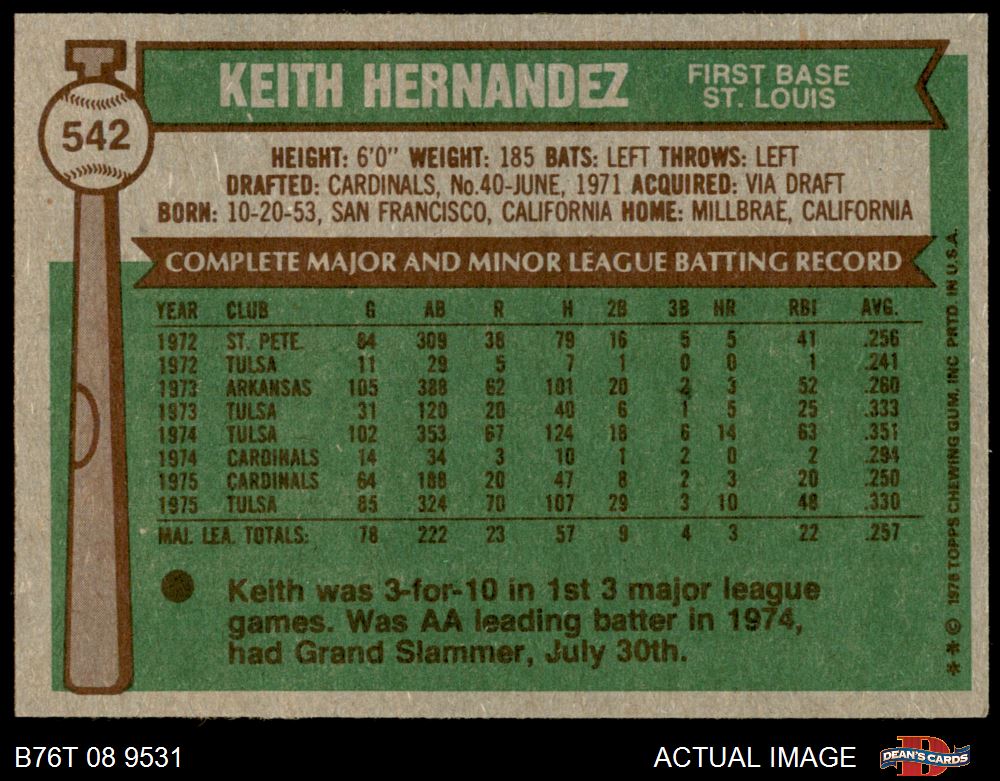 542
KEITH HERNANDEZ
FIRST BASE
ST. LOUIS
HEIGHT: 6'0" WEIGHT: 185 BATS: LEFT THROWS: LEFT
DRAFTED: CARDINALS, No.40-JUNE, 1971 ACQUIRED: VIA DRAFT
BORN: 10-20-53, SAN FRANCISCO, CALIFORNIA HOME: MILLBRAE, CALIFORNIA
COMPLETE MAJOR AND MINOR LEAGUE BATTING RECORD
YEAR CLUB G AB R H 2B 3B HR RBI AVG.
1972 ST. PETE. 84 309 38 79 16 5 5 41 .256
1972 TULSA 11 29 5 7 1 0 0 1 .241
1973 ARKANSAS 105 388 62 101 20 2 3 52 .260
1973 TULSA 31 120 20 40 6 1 5 25 .333
1974 TULSA 102 353 67 124 18 6 14 63 .351
1974 CARDINALS 14 34 3 10 1 2 0 2 .294
1975 CARDINALS 64 188 20 47 8 2 3 20 .250
1975 TULSA 85 324 70 107 29 3 10 48 .330
MAJ. LEA. TOTALS: 78 222 23 57 9 4 3 22 .257
Keith was 3-for-10 in 1st 3 major league
games. Was AA leading batter in 1974,
had Grand Slammer, July 30th.
** © 1976 TOPPS CHEWING GUM, INC PRTD. IN U.S.A.
B76T 08 9531
ACTUAL IMAGE
DEAN'S CARDS